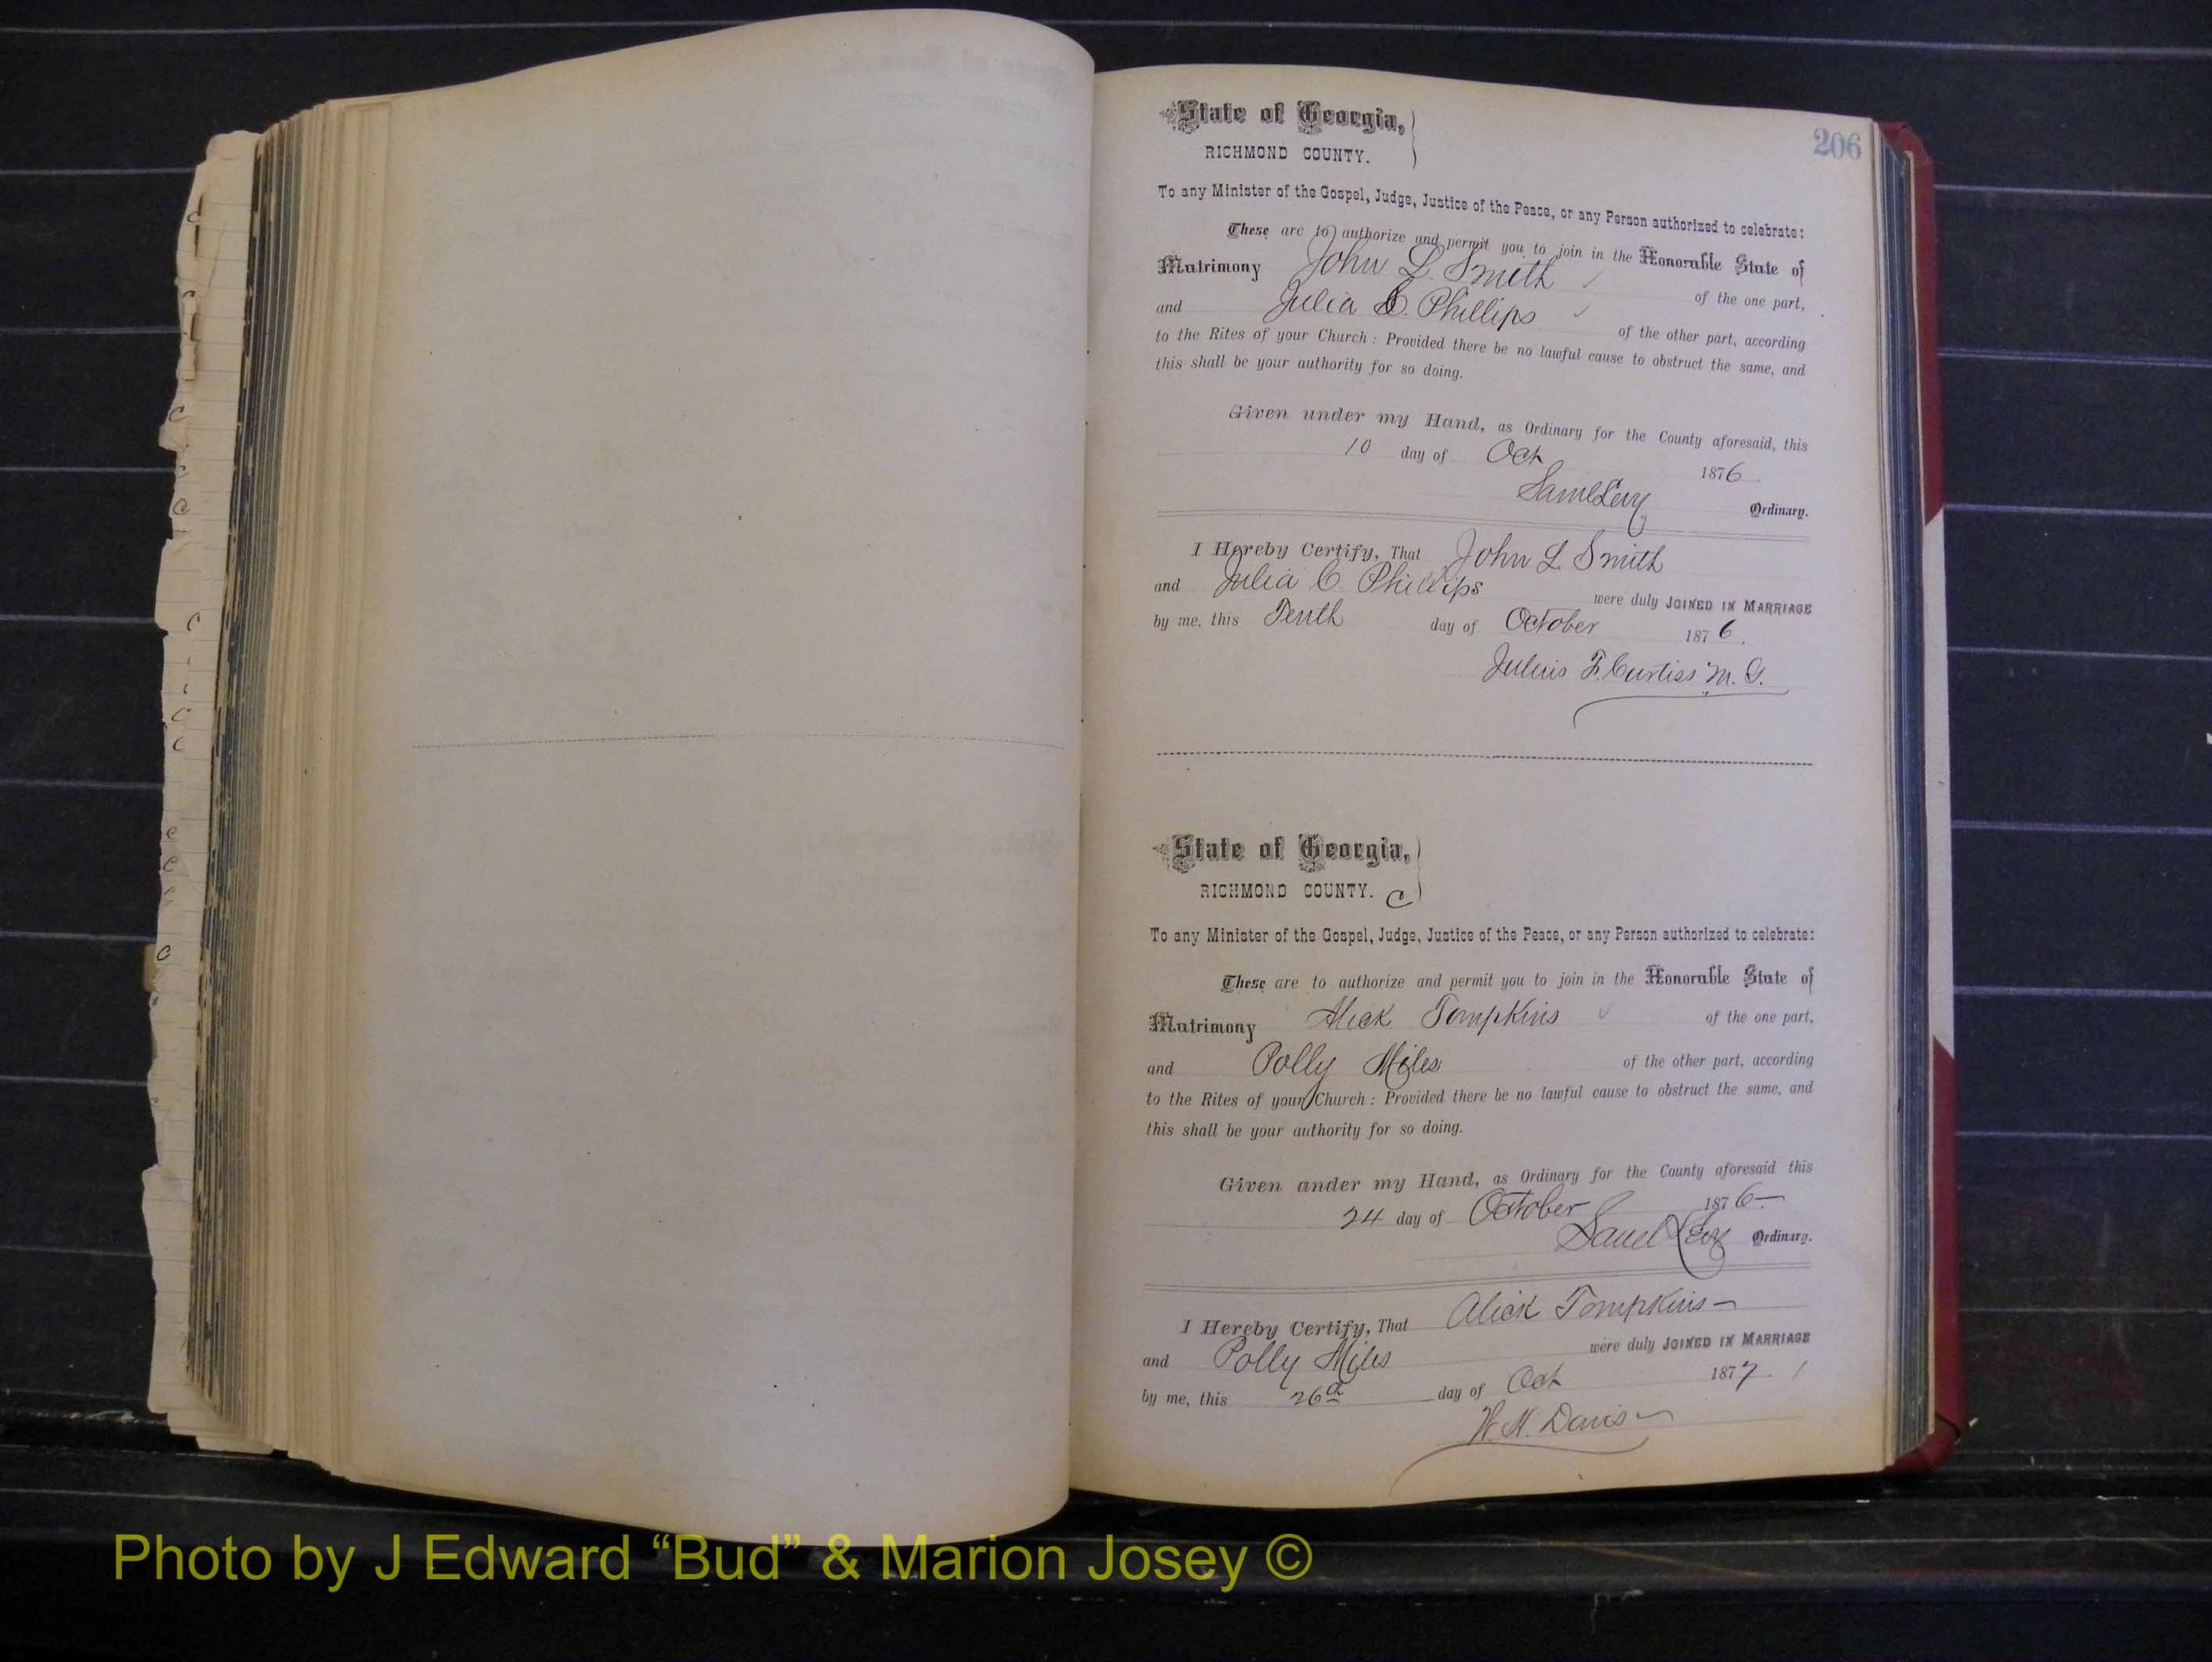 206
State of Georgia,
RICHMOND COUNTY.
To any Minister of the Gospel, Judge, Justice of the Peace, or any Person authorized to celebrate:
These are to authorize and permit you to join in the Honorable State of
Matrimony John L Smith of the one part,
and Julia C. Phillips of the other part, according
to the Rites of your Church: Provided there be no lawful cause to obstruct the same, and
this shall be your authority for so doing.
Given under my Hand, as Ordinary for the County aforesaid, this
10 day of Oct 1876
Saml Levy Ordinary.
I Hereby Certify, That John L Smith
and Julia C. Phillips were duly JOINED IN MARRIAGE
by me, this Tenth day of October 1876.
Julius F. Curtiss M. G.
State of Georgia,
RICHMOND COUNTY. C
To any Minister of the Gospel, Judge, Justice of the Peace, or any Person authorized to celebrate:
These are to authorize and permit you to join in the Honorable State of
Matrimony Alick Tompkins of the one part,
and Polly Miles of the other part, according
to the Rites of your Church: Provided there be no lawful cause to obstruct the same, and
this shall be your authority for so doing.
Given under my Hand, as Ordinary for the County aforesaid this
24 day of October 1876
Samel Levy Ordinary.
I Hereby Certify, That Alick Tompkins
and Polly Miles were duly JOINED IN MARRIAGE
by me, this 26th day of Oct 1877
Davis
Photo by J Edward “Bud” & Marion Josey ©